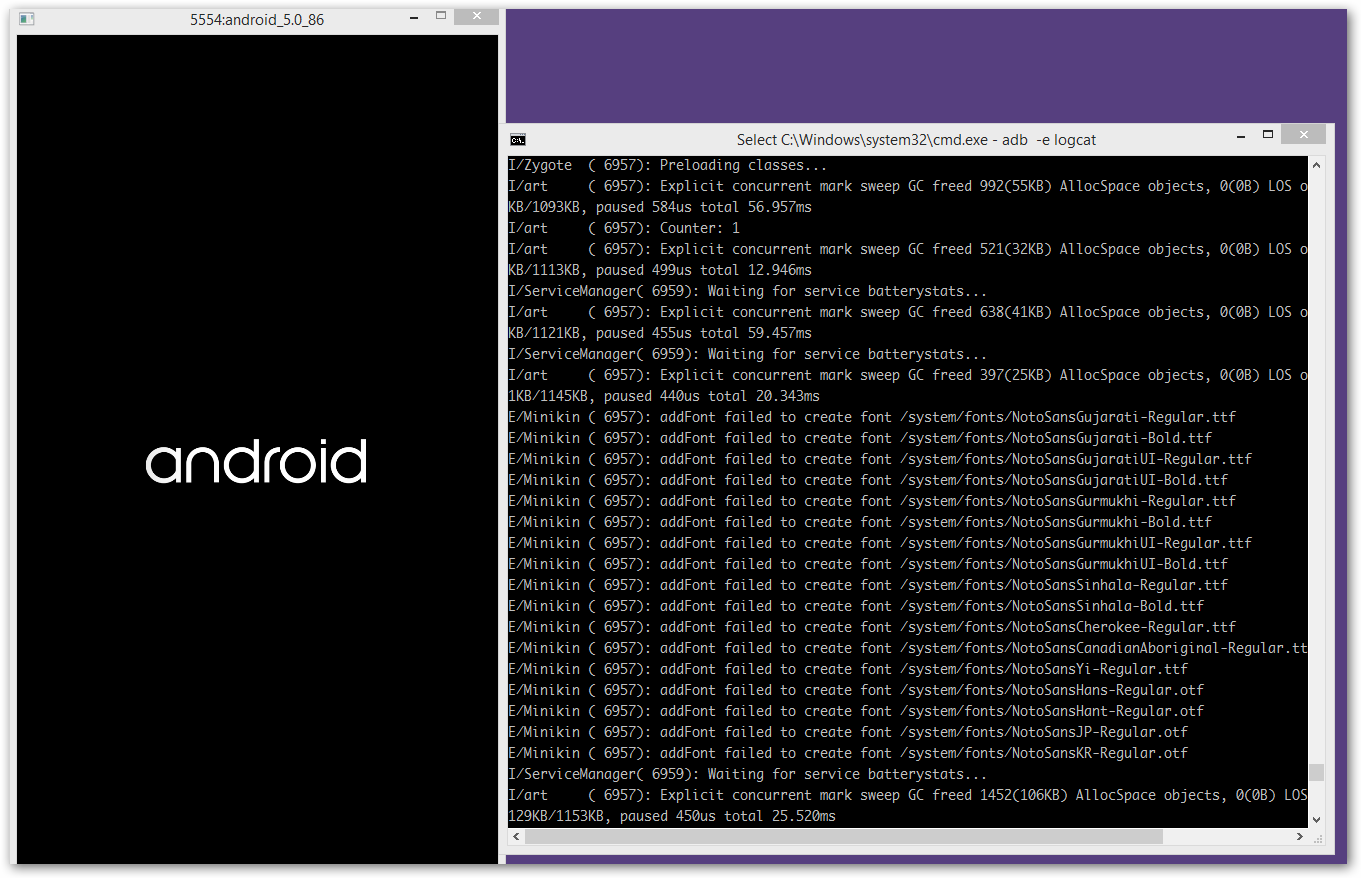 5554:android_5.0_86
android
Select C:\Windows\system32\cmd.exe - adb  -e logcat
I/Zygote  ( 6957): Preloading classes...
I/art     ( 6957): Explicit concurrent mark sweep GC freed 992(55KB) AllocSpace objects, 0(0B) LOS o
KB/1093KB, paused 584us total 56.957ms
I/art     ( 6957): Counter: 1
I/art     ( 6957): Explicit concurrent mark sweep GC freed 521(32KB) AllocSpace objects, 0(0B) LOS o
KB/1113KB, paused 499us total 12.946ms
I/ServiceManager( 6959): Waiting for service batterystats...
I/art     ( 6957): Explicit concurrent mark sweep GC freed 638(41KB) AllocSpace objects, 0(0B) LOS o
KB/1121KB, paused 455us total 59.457ms
I/ServiceManager( 6959): Waiting for service batterystats...
I/art     ( 6957): Explicit concurrent mark sweep GC freed 397(25KB) AllocSpace objects, 0(0B) LOS o
1KB/1145KB, paused 440us total 20.343ms
E/Minikin ( 6957): addFont failed to create font /system/fonts/NotoSansGujarati-Regular.ttf
E/Minikin ( 6957): addFont failed to create font /system/fonts/NotoSansGujarati-Bold.ttf
E/Minikin ( 6957): addFont failed to create font /system/fonts/NotoSansGujaratiUI-Regular.ttf
E/Minikin ( 6957): addFont failed to create font /system/fonts/NotoSansGujaratiUI-Bold.ttf
E/Minikin ( 6957): addFont failed to create font /system/fonts/NotoSansGurmukhi-Regular.ttf
E/Minikin ( 6957): addFont failed to create font /system/fonts/NotoSansGurmukhi-Bold.ttf
E/Minikin ( 6957): addFont failed to create font /system/fonts/NotoSansGurmukhiUI-Regular.ttf
E/Minikin ( 6957): addFont failed to create font /system/fonts/NotoSansGurmukhiUI-Bold.ttf
E/Minikin ( 6957): addFont failed to create font /system/fonts/NotoSansSinhala-Regular.ttf
E/Minikin ( 6957): addFont failed to create font /system/fonts/NotoSansSinhala-Bold.ttf
E/Minikin ( 6957): addFont failed to create font /system/fonts/NotoSansCherokee-Regular.ttf
E/Minikin ( 6957): addFont failed to create font /system/fonts/NotoSansCanadianAboriginal-Regular.tt
E/Minikin ( 6957): addFont failed to create font /system/fonts/NotoSansYi-Regular.ttf
E/Minikin ( 6957): addFont failed to create font /system/fonts/NotoSansHans-Regular.otf
E/Minikin ( 6957): addFont failed to create font /system/fonts/NotoSansHant-Regular.otf
E/Minikin ( 6957): addFont failed to create font /system/fonts/NotoSansJP-Regular.otf
E/Minikin ( 6957): addFont failed to create font /system/fonts/NotoSansKR-Regular.otf
I/ServiceManager( 6959): Waiting for service batterystats...
I/art     ( 6957): Explicit concurrent mark sweep GC freed 1452(106KB) AllocSpace objects, 0(0B) LOS
129KB/1153KB, paused 450us total 25.520ms